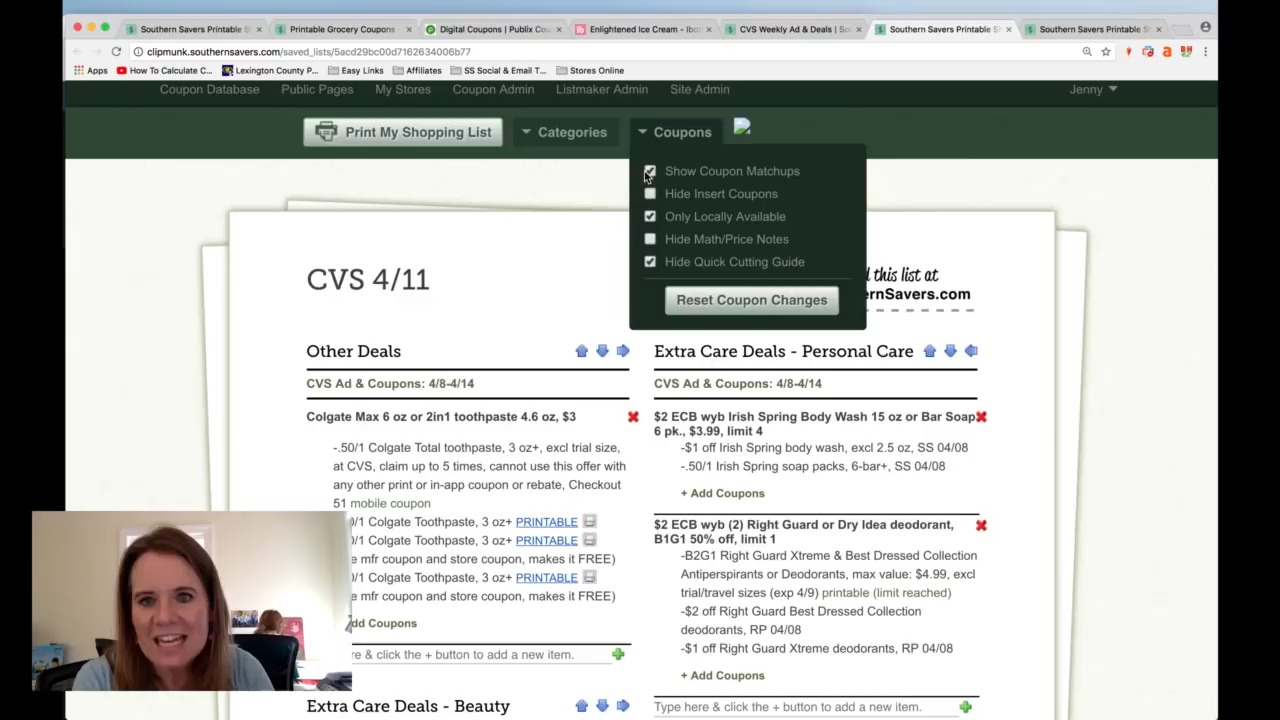 Southern Savers Printable S
Printable Grocery Coupons
Digital Coupons | Publix Cou
Enlightened Ice Cream - Ibo
CVS Weekly Ad & Deals | So
Southern Savers Printable Sh
Southern Savers Printable Sh
clipmunk.southernsavers.com/saved_lists/5acd29bc00d7162634006b77
Apps
How To Calculate C...
Lexington County P...
Easy Links
Affiliates
SS Social & Email T...
Stores Online
Coupon Database
Public Pages
My Stores
Coupon Admin
Listmaker Admin
Site Admin
Jenny
Print My Shopping List
Categories
Coupons
Show Coupon Matchups
Hide Insert Coupons
Only Locally Available
Hide Math/Price Notes
Hide Quick Cutting Guide
Reset Coupon Changes
CVS 4/11
d this list at
rnSavers.com
Other Deals
CVS Ad & Coupons: 4/8-4/14
Colgate Max 6 oz or 2in1 toothpaste 4.6 oz, $3
-.50/1 Colgate Total toothpaste, 3 oz+, excl trial size,
at CVS, claim up to 5 times, cannot use this offer with
any other print or in-app coupon or rebate, Checkout
51 mobile coupon
0/1 Colgate Toothpaste, 3 oz+ PRINTABLE
0/1 Colgate Toothpaste, 3 oz+ PRINTABLE
e mfr coupon and store coupon, makes it FREE)
0/1 Colgate Toothpaste, 3 oz+ PRINTABLE
e mfr coupon and store coupon, makes it FREE)
dd Coupons
re & click the + button to add a new item.
Extra Care Deals - Beauty
Extra Care Deals - Personal Care
CVS Ad & Coupons: 4/8-4/14
$2 ECB wyb Irish Spring Body Wash 15 oz or Bar Soap
6 pk., $3.99, limit 4
-$1 off Irish Spring body wash, excl 2.5 oz, SS 04/08
-.50/1 Irish Spring soap packs, 6-bar+, SS 04/08
+ Add Coupons
$2 ECB wyb (2) Right Guard or Dry Idea deodorant,
B1G1 50% off, limit 1
-B2G1 Right Guard Xtreme & Best Dressed Collection
Antiperspirants or Deodorants, max value: $4.99, excl
trial/travel sizes (exp 4/9) printable (limit reached)
-$2 off Right Guard Best Dressed Collection
deodorants, RP 04/08
-$1 off Right Guard Xtreme deodorants, RP 04/08
+ Add Coupons
Type here & click the + button to add a new item.